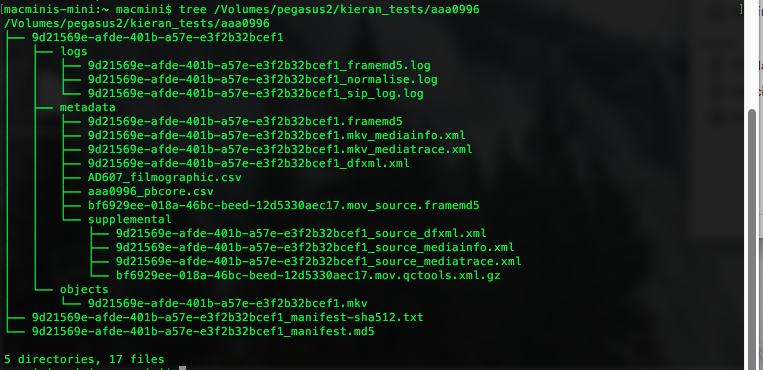 [macminis-mini:~ macmini$ tree /Volumes/pegasus2/kieran_tests/aaa0996 ]
/Volumes/pegasus2/kieran_tests/aaa0996
├── 9d21569e-afde-401b-a57e-e3f2b32bcef1
│   ├── logs
│   │   ├── 9d21569e-afde-401b-a57e-e3f2b32bcef1_framemd5.log
│   │   ├── 9d21569e-afde-401b-a57e-e3f2b32bcef1_normalise.log
│   │   └── 9d21569e-afde-401b-a57e-e3f2b32bcef1_sip_log.log
│   ├── metadata
│   │   ├── 9d21569e-afde-401b-a57e-e3f2b32bcef1.framemd5
│   │   ├── 9d21569e-afde-401b-a57e-e3f2b32bcef1.mkv_mediainfo.xml
│   │   ├── 9d21569e-afde-401b-a57e-e3f2b32bcef1.mkv_mediatrace.xml
│   │   ├── 9d21569e-afde-401b-a57e-e3f2b32bcef1_dfxml.xml
│   │   ├── AD607_filmographic.csv
│   │   ├── aaa0996_pbcore.csv
│   │   ├── bf6929ee-018a-46bc-beed-12d5330aec17.mov_source.framemd5
│   │   └── supplemental
│   │       ├── 9d21569e-afde-401b-a57e-e3f2b32bcef1_source_dfxml.xml
│   │       ├── 9d21569e-afde-401b-a57e-e3f2b32bcef1_source_mediainfo.xml
│   │       ├── 9d21569e-afde-401b-a57e-e3f2b32bcef1_source_mediatrace.xml
│   │       └── bf6929ee-018a-46bc-beed-12d5330aec17.mov.qctools.xml.gz
│   └── objects
│       └── 9d21569e-afde-401b-a57e-e3f2b32bcef1.mkv
├── 9d21569e-afde-401b-a57e-e3f2b32bcef1_manifest-sha512.txt
└── 9d21569e-afde-401b-a57e-e3f2b32bcef1_manifest.md5
5 directories, 17 files